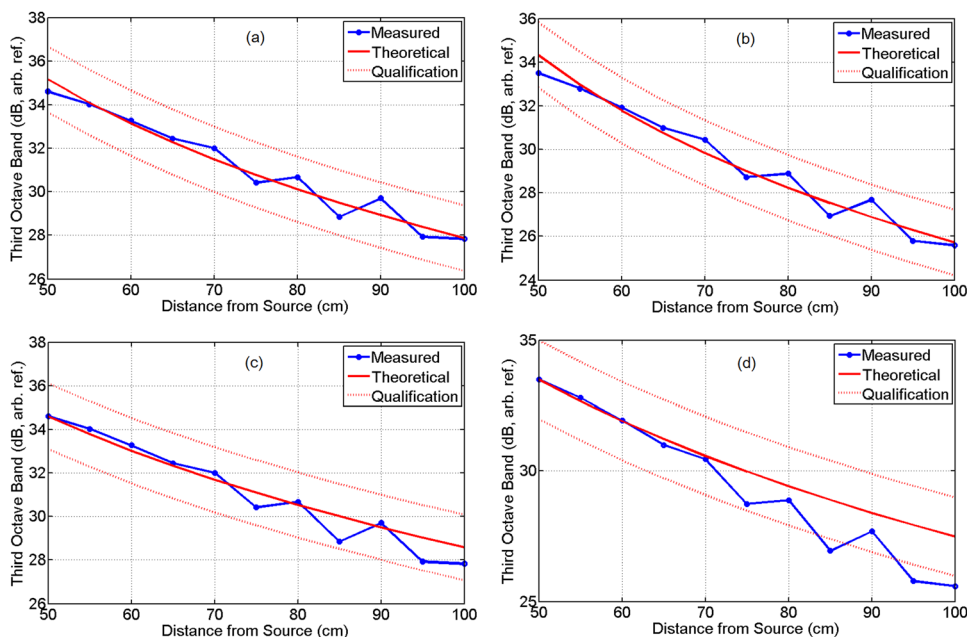 (a)
Measured
Theoretical
Qualification
Third Octave Band (dB, arb. ref.)
38
36
34
32
30
28
26
50 60 70 80 90 100
Distance from Source (cm)
(b)
Measured
Theoretical
Qualification
Third Octave Band (dB, arb. ref.)
36
34
32
30
28
26
24
50 60 70 80 90 100
Distance from Source (cm)
(c)
Measured
Theoretical
Qualification
Third Octave Band (dB, arb. ref.)
38
36
34
32
30
28
26
50 60 70 80 90 100
Distance from Source (cm)
(d)
Measured
Theoretical
Qualification
Third Octave Band (dB, arb. ref.)
35
30
25
50 60 70 80 90 100
Distance from Source (cm)